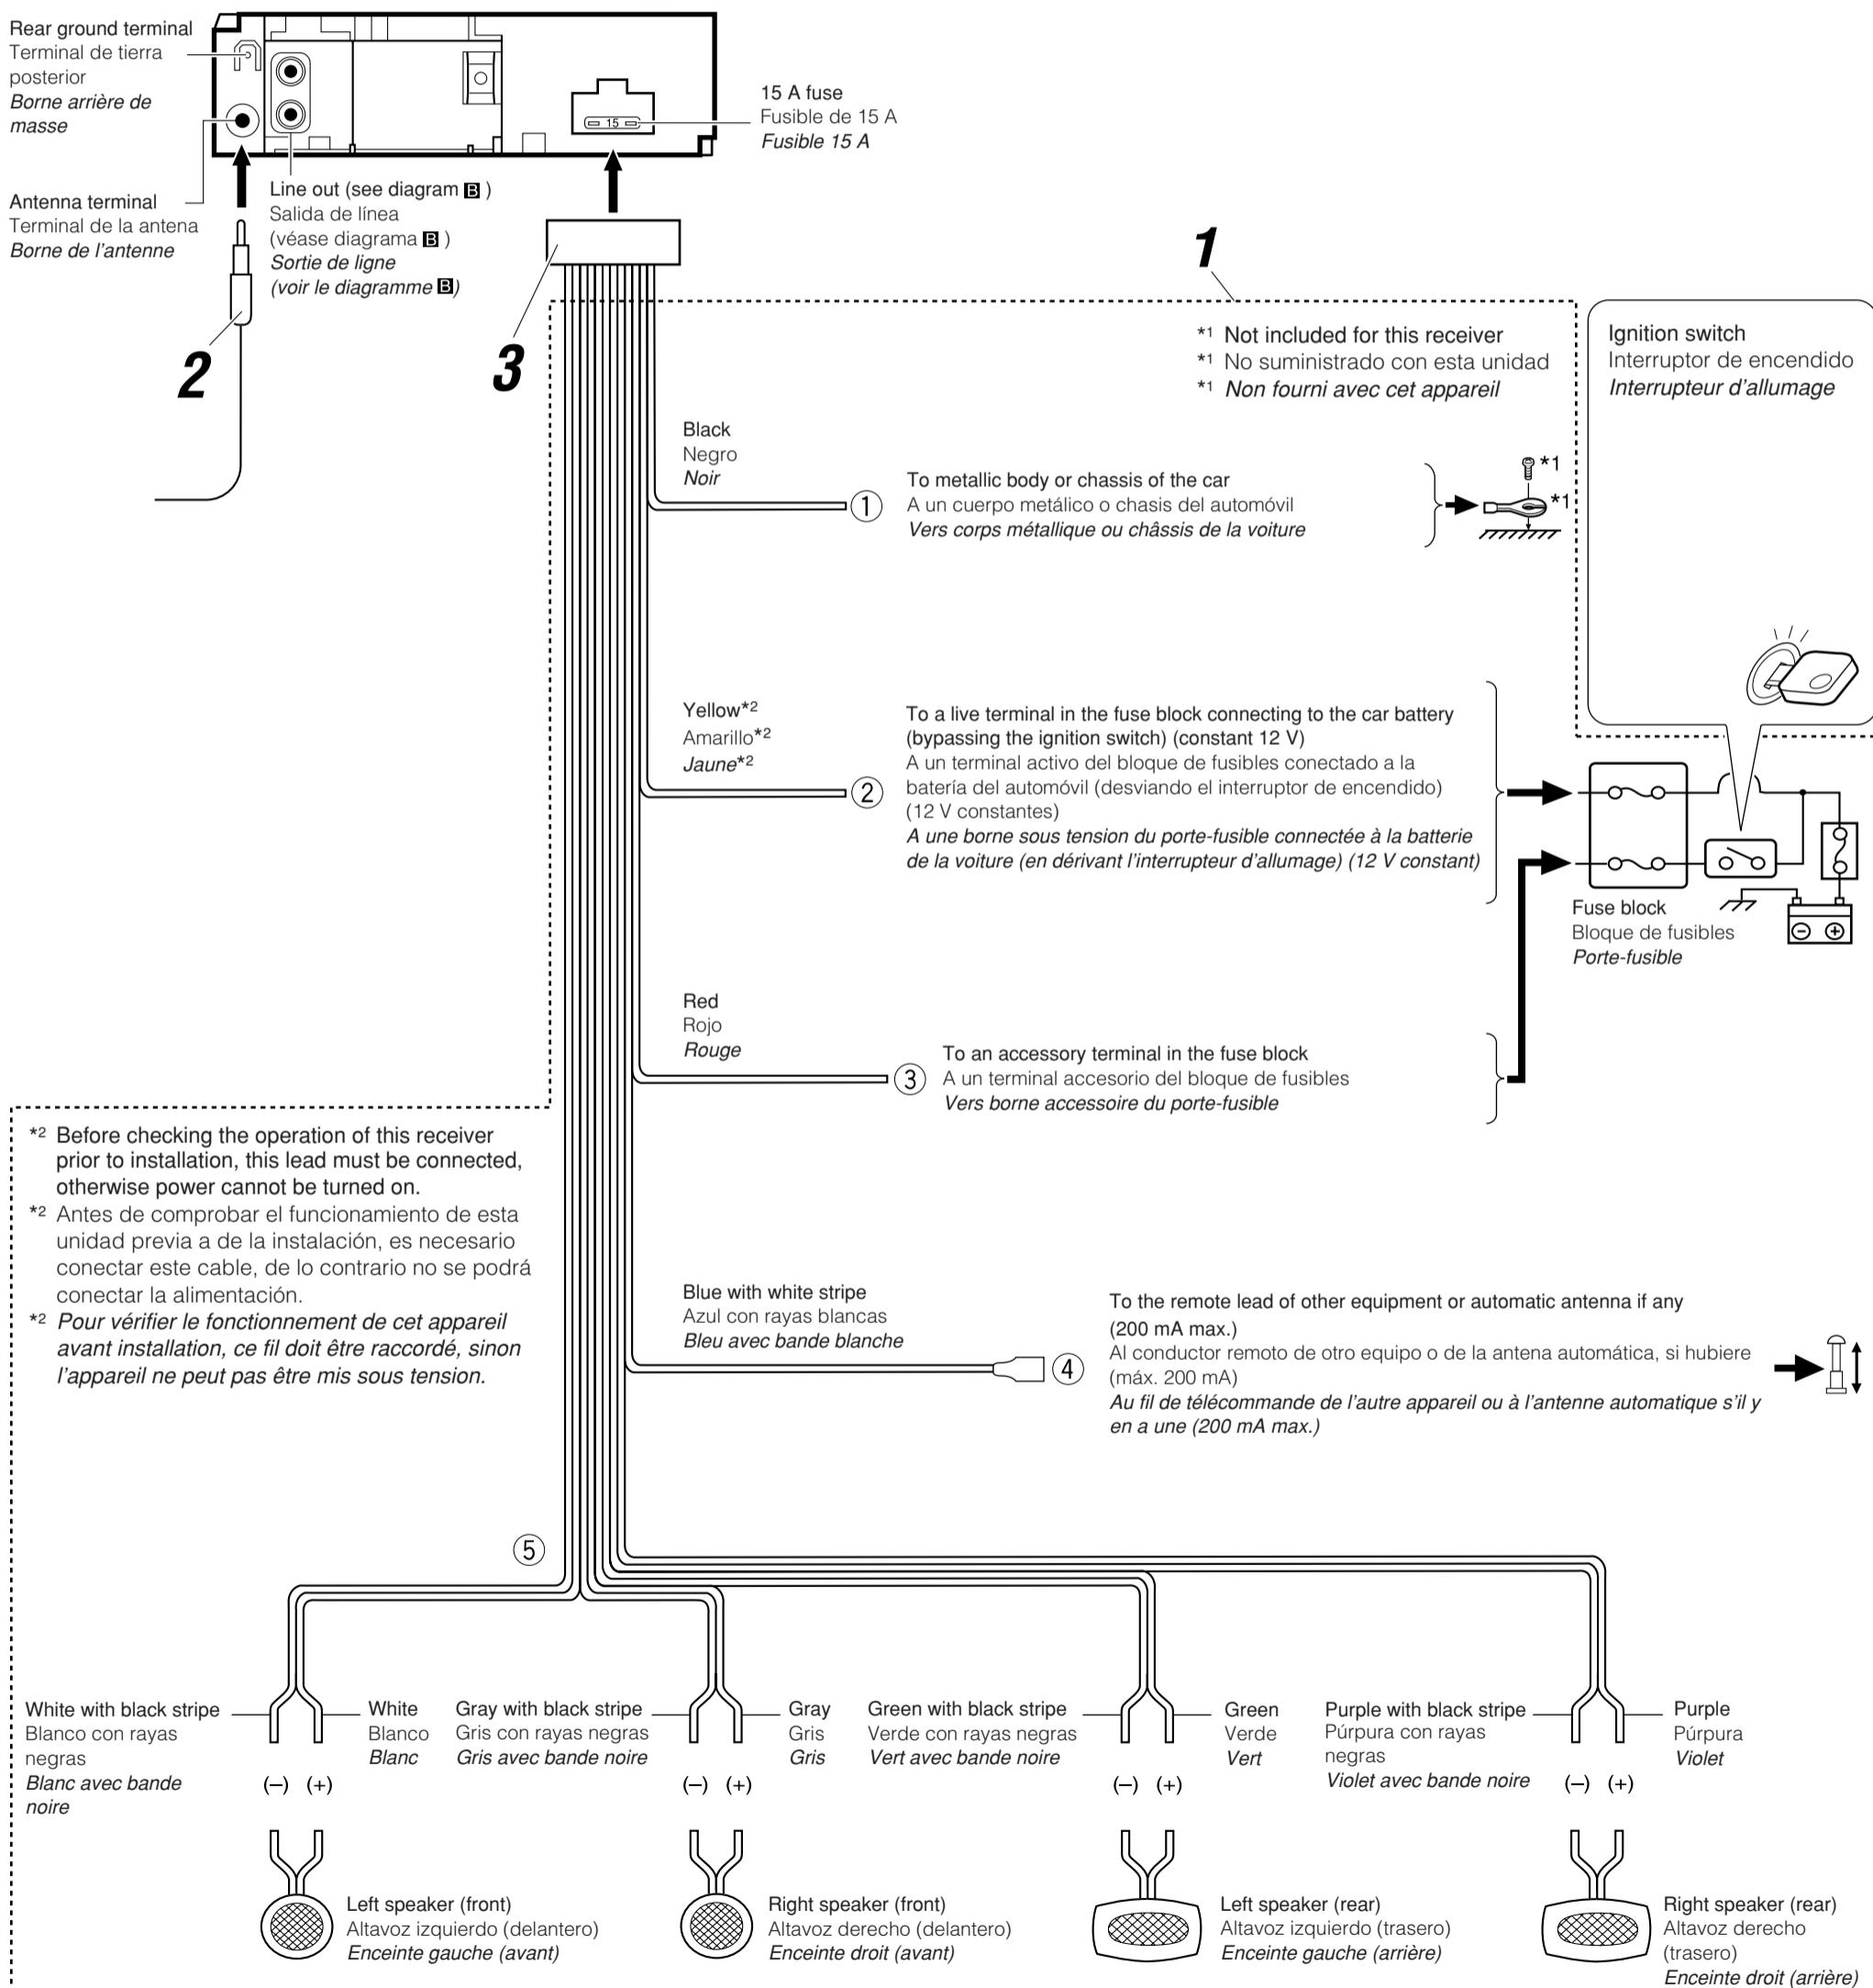 Rear ground terminal
Terminal de tierra
posterior
Borne arrière de
masse
15 A fuse
Fusible de 15 A
Fusible 15 A
15
Antenna terminal
Terminal de la antena
Borne de l'antenne
Line out (see diagram B )
Salida de línea
(véase diagrama B )
Sortie de ligne
(voir le diagramme B)
1
2
3
*1 Not included for this receiver
*1 No suministrado con esta unidad
*1 Non fourni avec cet appareil
Ignition switch
Interruptor de encendido
Interrupteur d'allumage
Black
Negro
Noir
①
To metallic body or chassis of the car
A un cuerpo metálico o chasis del automóvil
Vers corps métallique ou châssis de la voiture
*1
*1
Yellow*2
Amarillo*2
Jaune*2
②
To a live terminal in the fuse block connecting to the car battery
(bypassing the ignition switch) (constant 12 V)
A un terminal activo del bloque de fusibles conectado a la
batería del automóvil (desviando el interruptor de encendido)
(12 V constantes)
A une borne sous tension du porte-fusible connectée à la batterie
de la voiture (en dérivant l'interrupteur d'allumage) (12 V constant)
Fuse block
Bloque de fusibles
Porte-fusible
Red
Rojo
Rouge
③
To an accessory terminal in the fuse block
A un terminal accesorio del bloque de fusibles
Vers borne accessoire du porte-fusible
*2 Before checking the operation of this receiver
prior to installation, this lead must be connected,
otherwise power cannot be turned on.
*2 Antes de comprobar el funcionamiento de esta
unidad previa a de la instalación, es necesario
conectar este cable, de lo contrario no se podrá
conectar la alimentación.
*2 Pour vérifier le fonctionnement de cet appareil
avant installation, ce fil doit être raccordé, sinon
l'appareil ne peut pas être mis sous tension.
Blue with white stripe
Azul con rayas blancas
Bleu avec bande blanche
④
To the remote lead of other equipment or automatic antenna if any
(200 mA max.)
Al conductor remoto de otro equipo o de la antena automática, si hubiere
(máx. 200 mA)
Au fil de télécommande de l'autre appareil ou à l'antenne automatique s'il y
en a une (200 mA max.)
⑤
White with black stripe
Blanco con rayas
negras
Blanc avec bande
noire
White
Blanco
Blanc
Gray with black stripe
Gris con rayas negras
Gris avec bande noire
Gray
Gris
Gris
Green with black stripe
Verde con rayas negras
Vert avec bande noire
Green
Verde
Vert
Purple with black stripe
Púrpura con rayas
negras
Violet avec bande noire
Purple
Púrpura
Violet
(–) (+)
(–) (+)
(–) (+)
(–) (+)
Left speaker (front)
Altavoz izquierdo (delantero)
Enceinte gauche (avant)
Right speaker (front)
Altavoz derecho (delantero)
Enceinte droit (avant)
Left speaker (rear)
Altavoz izquierdo (trasero)
Enceinte gauche (arrière)
Right speaker (rear)
Altavoz derecho
(trasero)
Enceinte droit (arrière)